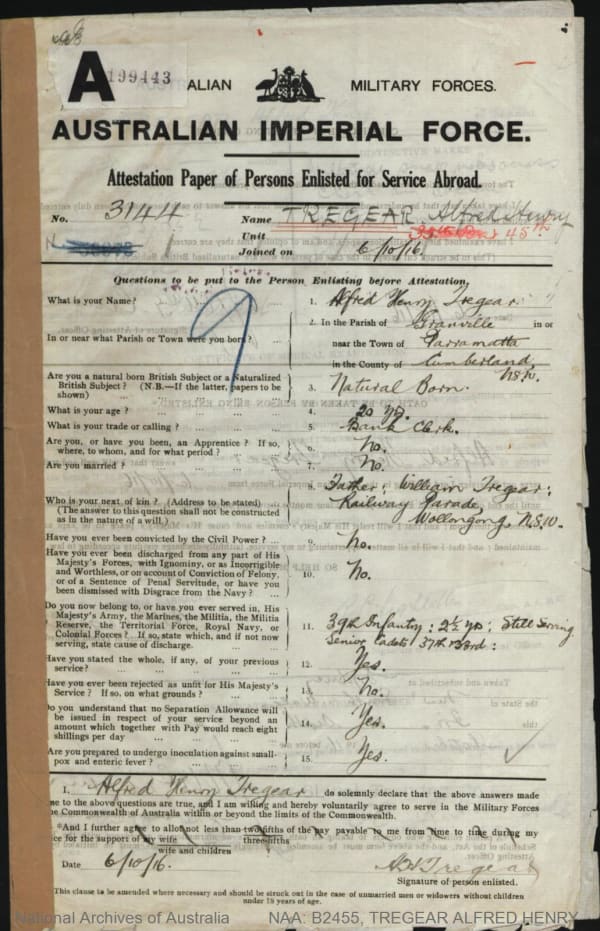 A 199443 ALIAN MILITARY FORCES.
AUSTRALIAN IMPERIAL FORCE.
Attestation Paper of Persons Enlisted for Service Abroad.
No. 3144 Name TREGEAR Alfred Henry
Unit 45th
Joined on 6/10/16
Questions to be put to the Person Enlisting before Attestation.
What is your Name? 1. Alfred Henry Tregear
In or near what Parish or Town were you born? 2. In the Parish of Granville in or
near the Town of Parramatta
in the County of Cumberland, N.S.W.
Are you a natural born British Subject or a Naturalized
British Subject? (N.B.—If the latter, papers to be
shown) 3. Natural Born.
What is your age? 4. 20 yrs.
What is your trade or calling? 5. Bank Clerk.
Are you, or have you been, an Apprentice? If so,
where, to whom, and for what period? 6. No.
Are you married? 7. No.
Who is your next of kin? (Address to be stated)
(The answer to this question shall not be construed
as in the nature of a will.) 8. Father: William Tregear:
Railway Parade,
Wollongong, N.S.W.
Have you ever been convicted by the Civil Power? 9. No.
Have you ever been discharged from any part of His
Majesty's Forces, with Ignominy, or as Incorrigible
and Worthless, or on account of Conviction of Felony,
or of a Sentence of Penal Servitude, or have you
been dismissed with Disgrace from the Navy? 10. No.
Do you now belong to, or have you ever served in, His
Majesty's Army, the Marines, the Militia, the Militia
Reserve, the Territorial Force, Royal Navy, or
Colonial Forces? If so, state which, and if not now
serving, state cause of discharge. 11. 39th Infantry: 2½ yrs: Still Serving
Senior Cadets 37th
Have you stated the whole, if any, of your previous
service? 12. Yes.
Have you ever been rejected as unfit for His Majesty's
Service? If so, on what grounds? 13. No.
Do you understand that no Separation Allowance will
be issued in respect of your service beyond an
amount which together with Pay would reach eight
shillings per day 14. Yes.
Are you prepared to undergo inoculation against small-
pox and enteric fever? 15. Yes.
I, Alfred Henry Tregear do solemnly declare that the above answers made
me to the above questions are true, and I am willing and hereby voluntarily agree to serve in the Military Forces
he Commonwealth of Australia within or beyond the limits of the Commonwealth.
*And I further agree to allot not less than two-fifths of the pay payable to me from time to time during my
ice for the support of my wife three-fifths
wife and children
Date 6/10/16. A H Tregear
Signature of person enlisted.
*This clause to be amended where necessary and should be struck out in the case of unmarried men or widowers without children
under 18 years of age.
National Archives of Australia NAA: B2455, TREGEAR ALFRED HENRY